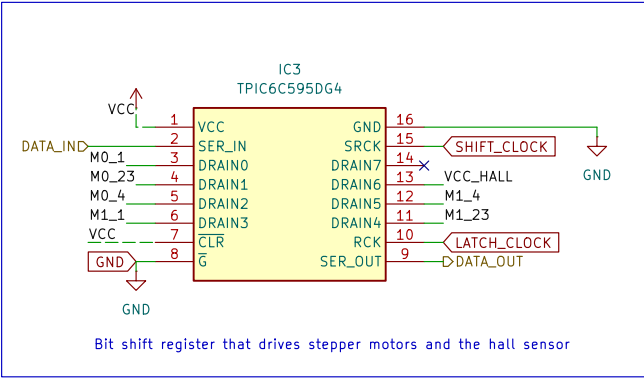 IC3
TPIC6C595DG4
VCC
1 VCC GND 16
DATA_IN 2 SER_IN SRCK 15 SHIFT_CLOCK
M0_1 3 DRAIN0 DRAIN7 14
M0_23 4 DRAIN1 DRAIN6 13 VCC_HALL
M0_4 5 DRAIN2 DRAIN5 12 M1_4
M1_1 6 DRAIN3 DRAIN4 11 M1_23
VCC 7 CLR RCK 10 LATCH_CLOCK
GND 8 G SER_OUT 9 DATA_OUT
GND
GND
Bit shift register that drives stepper motors and the hall sensor